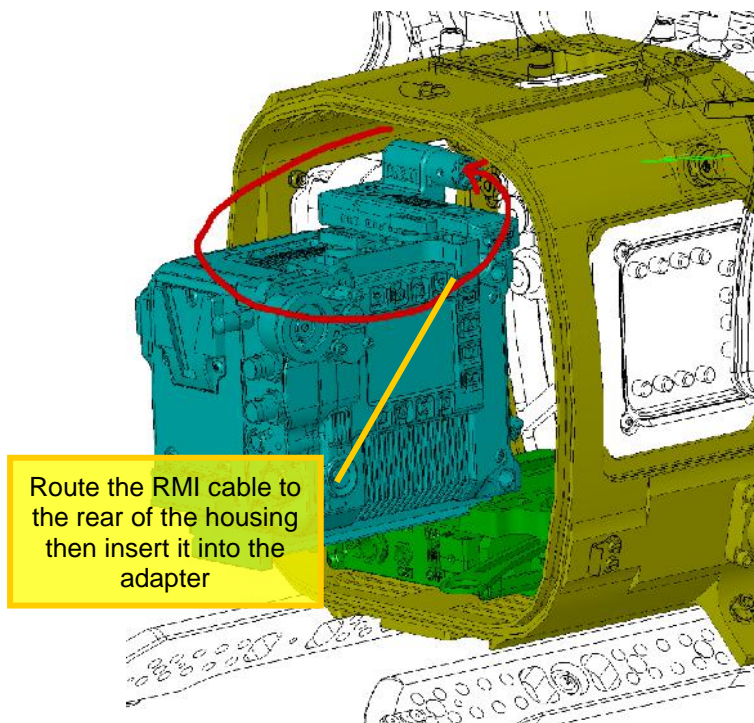 Route the RMI cable to
the rear of the housing
then insert it into the
adapter